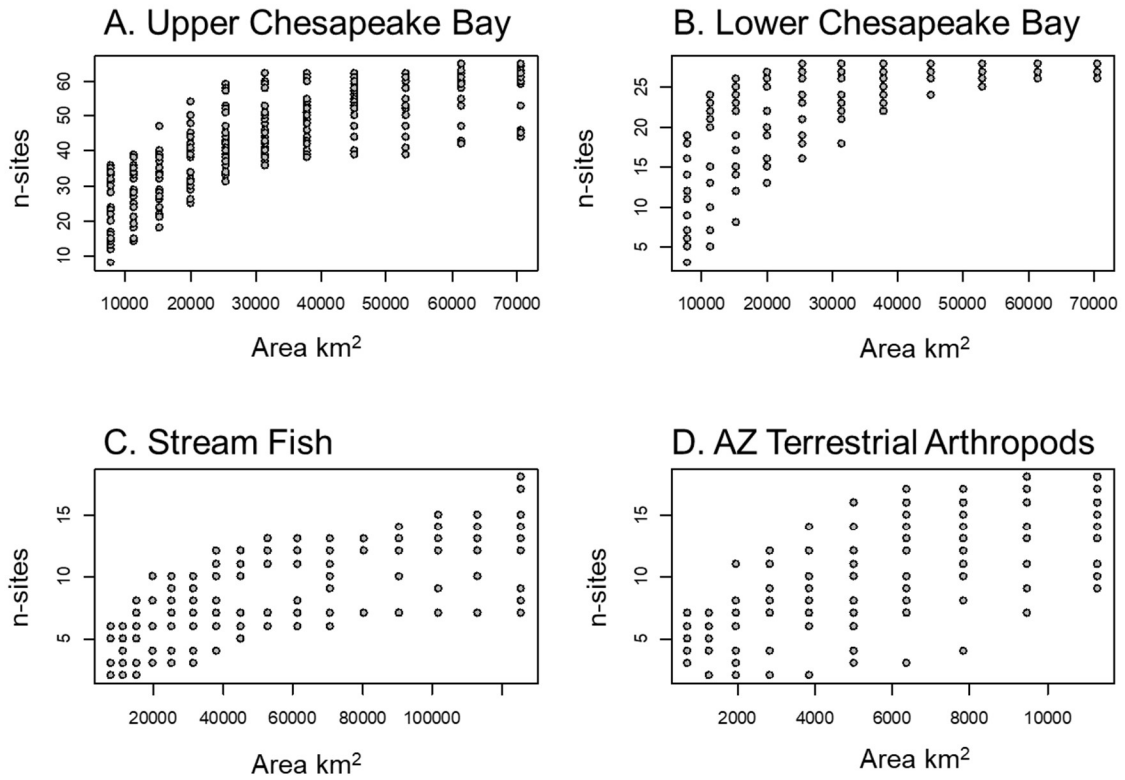 A. Upper Chesapeake Bay
n-sites
60
50
40
30
20
10
10000 20000 30000 40000 50000 60000 70000
Area km²
B. Lower Chesapeake Bay
n-sites
25
20
15
10
5
10000 20000 30000 40000 50000 60000 70000
Area km²
C. Stream Fish
n-sites
15
10
5
20000 40000 60000 80000 100000
Area km²
D. AZ Terrestrial Arthropods
n-sites
15
10
5
2000 4000 6000 8000 10000
Area km²